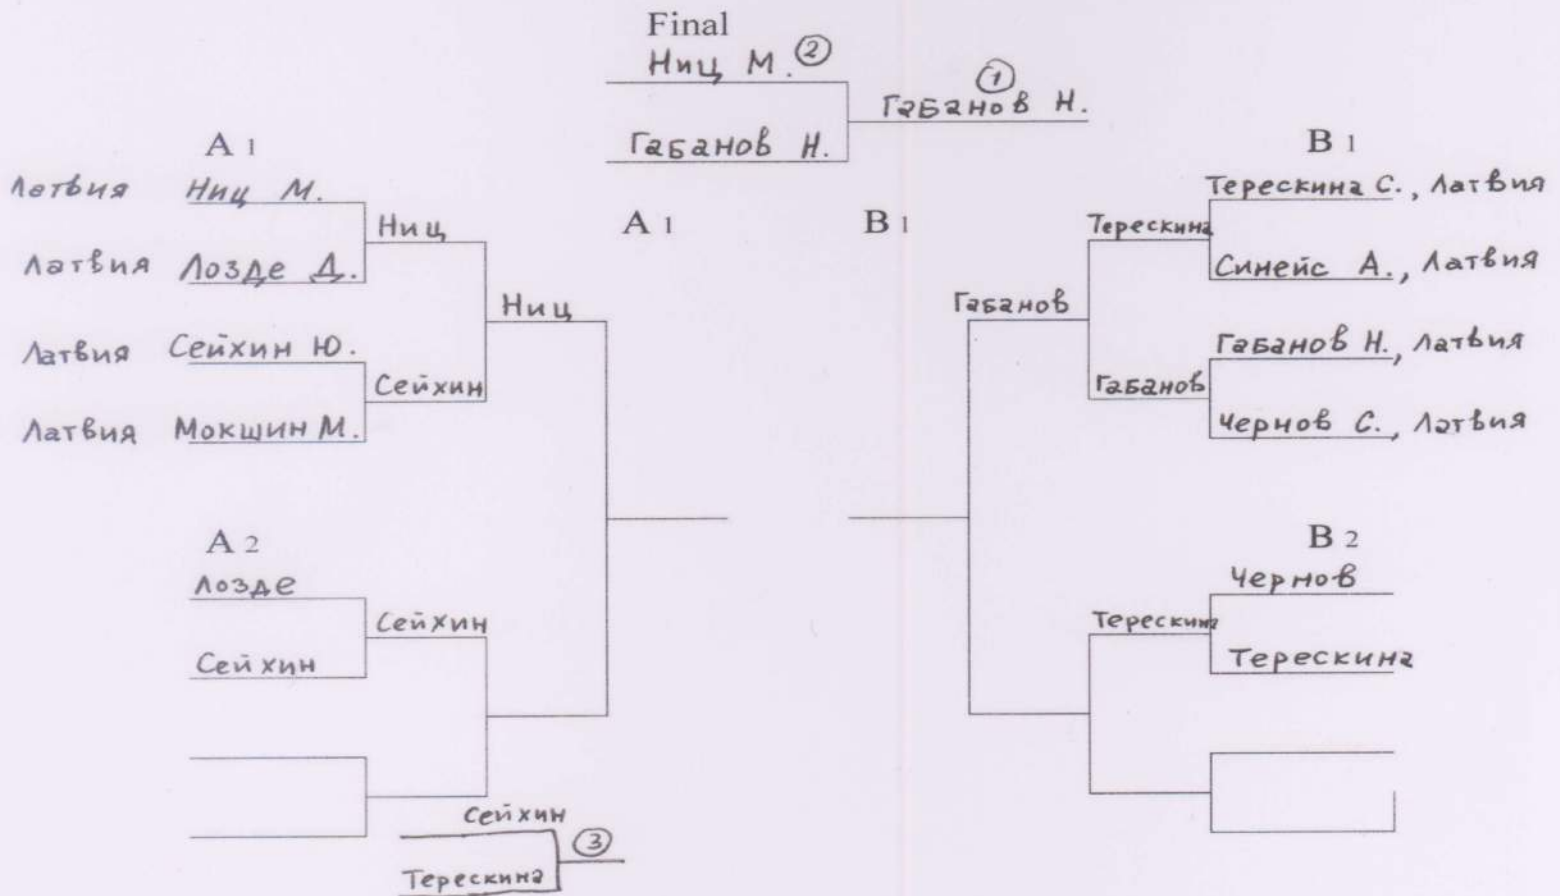 Final
Ниц М. ②
Габанов Н.
① Габанов Н.
A 1
Латвия Ниц М.
Латвия Лозде Д.
Латвия Сейхин Ю.
Латвия Мокшин М.
Ниц
Сейхин
Ниц
A 1
A 2
Лозде
Сейхин
Сейхин
Сейхин
Терескина
③
B 1
B 1
Терескина С., Латвия
Синейс А., Латвия
Габанов Н., Латвия
Чернов С., Латвия
Терескина
Габанов
Габанов
B 2
Чернов
Терескина
Терескина